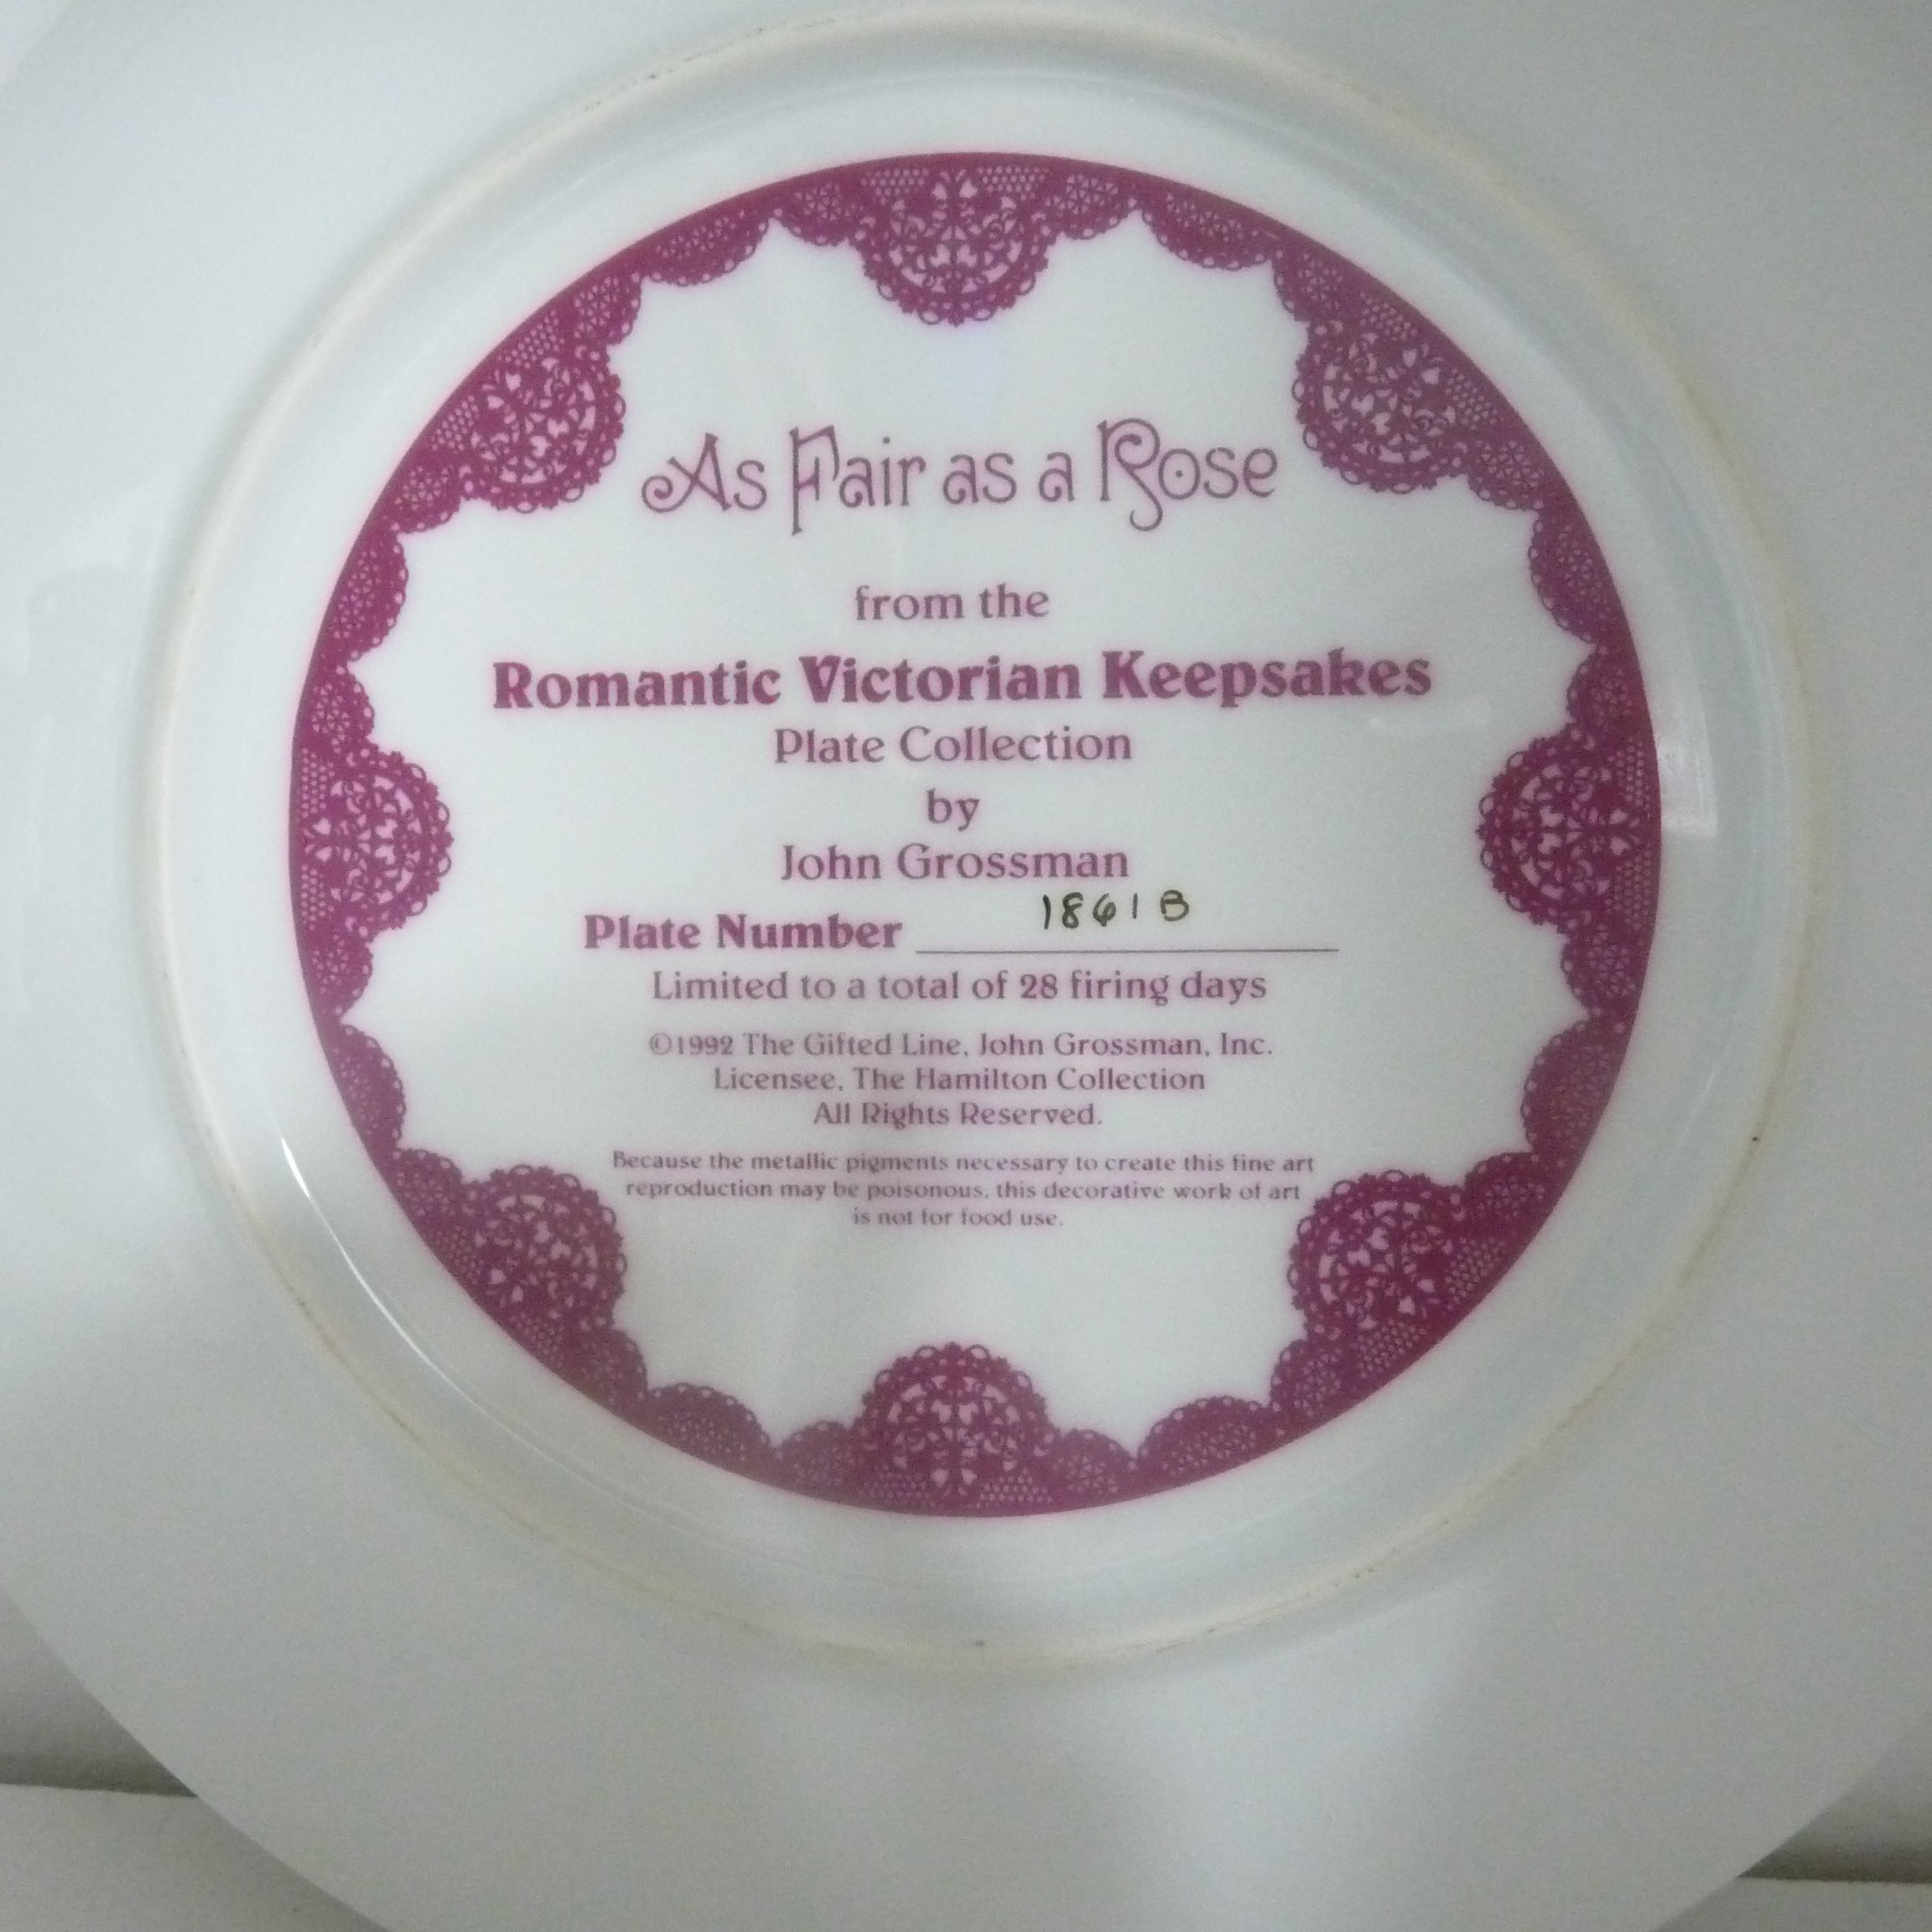 As Fair as a Rose
from the
Romantic Victorian Keepsakes
Plate Collection
by
John Grossman
Plate Number 1861B
Limited to a total of 28 firing days
©1992 The Gifted Line, John Grossman, Inc.
Licensee, The Hamilton Collection
All Rights Reserved.
Because the metallic pigments necessary to create this fine art
reproduction may be poisonous, this decorative work of art
is not for food use.